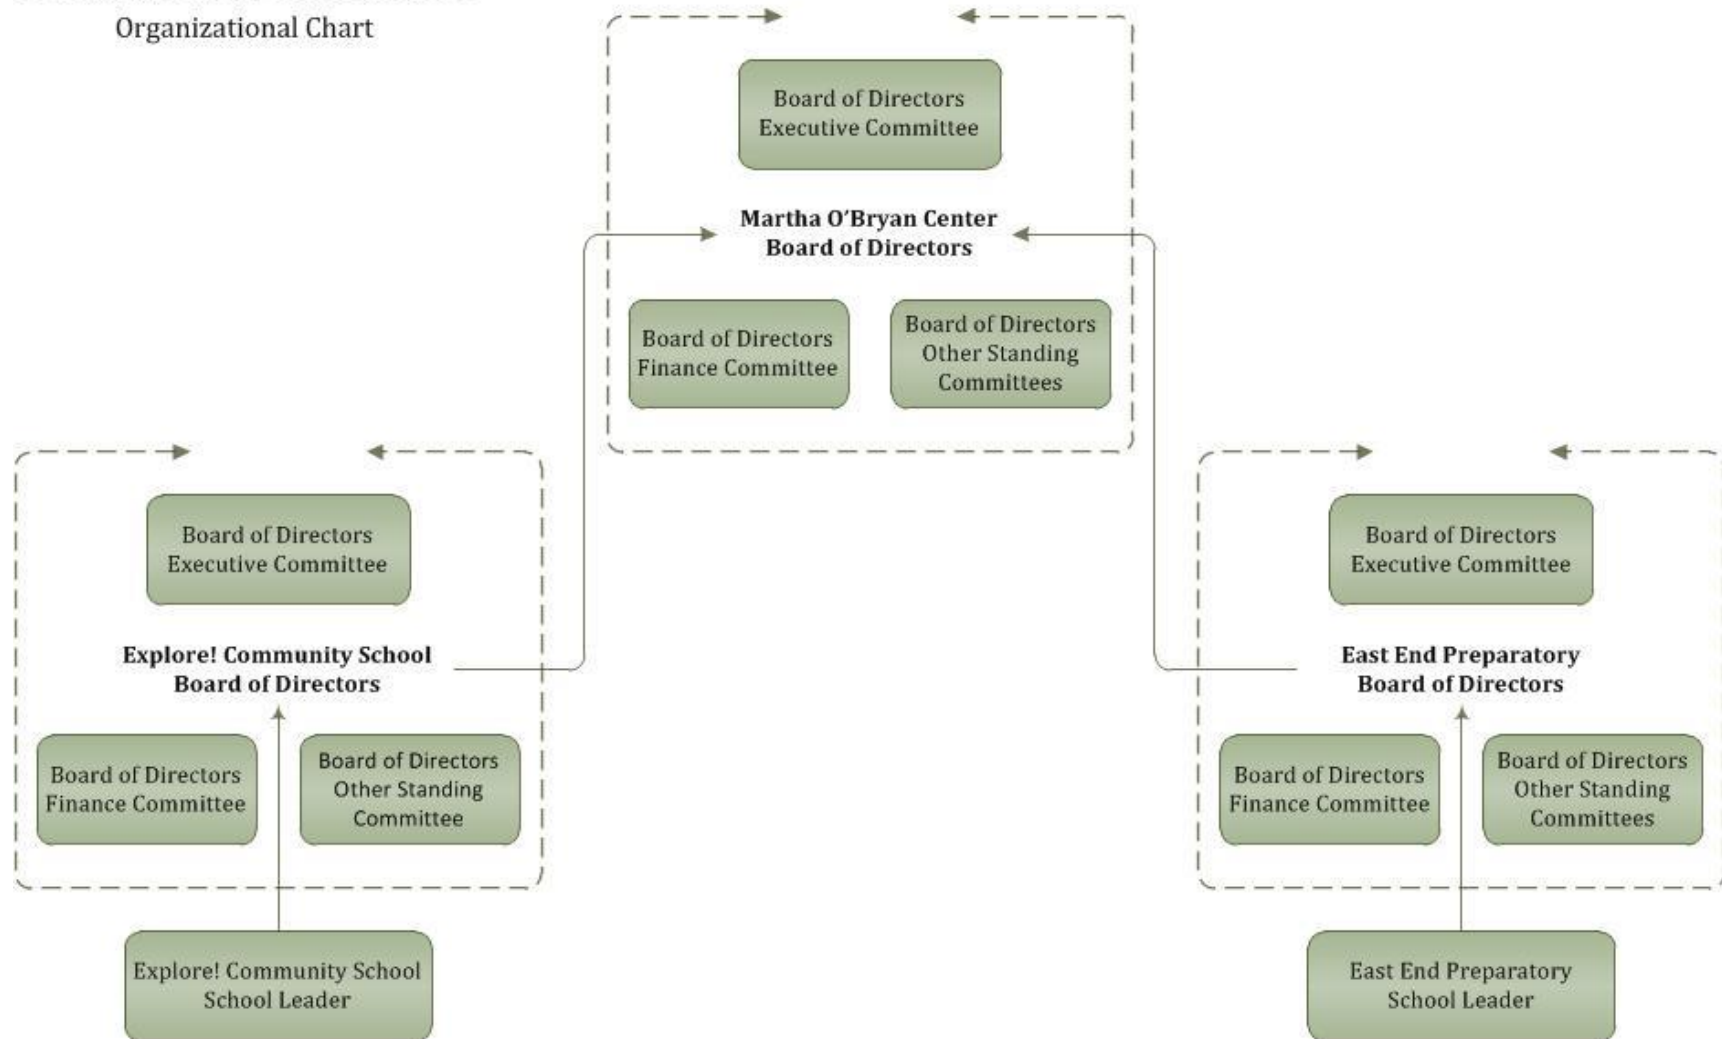 Organizational Chart
Board of Directors
Executive Committee
Martha O'Bryan Center
Board of Directors
Board of Directors
Finance Committee
Board of Directors
Other Standing
Committees
Board of Directors
Executive Committee
Explore! Community School
Board of Directors
Board of Directors
Finance Committee
Board of Directors
Other Standing
Committee
Explore! Community School
School Leader
Board of Directors
Executive Committee
East End Preparatory
Board of Directors
Board of Directors
Finance Committee
Board of Directors
Other Standing
Committees
East End Preparatory
School Leader